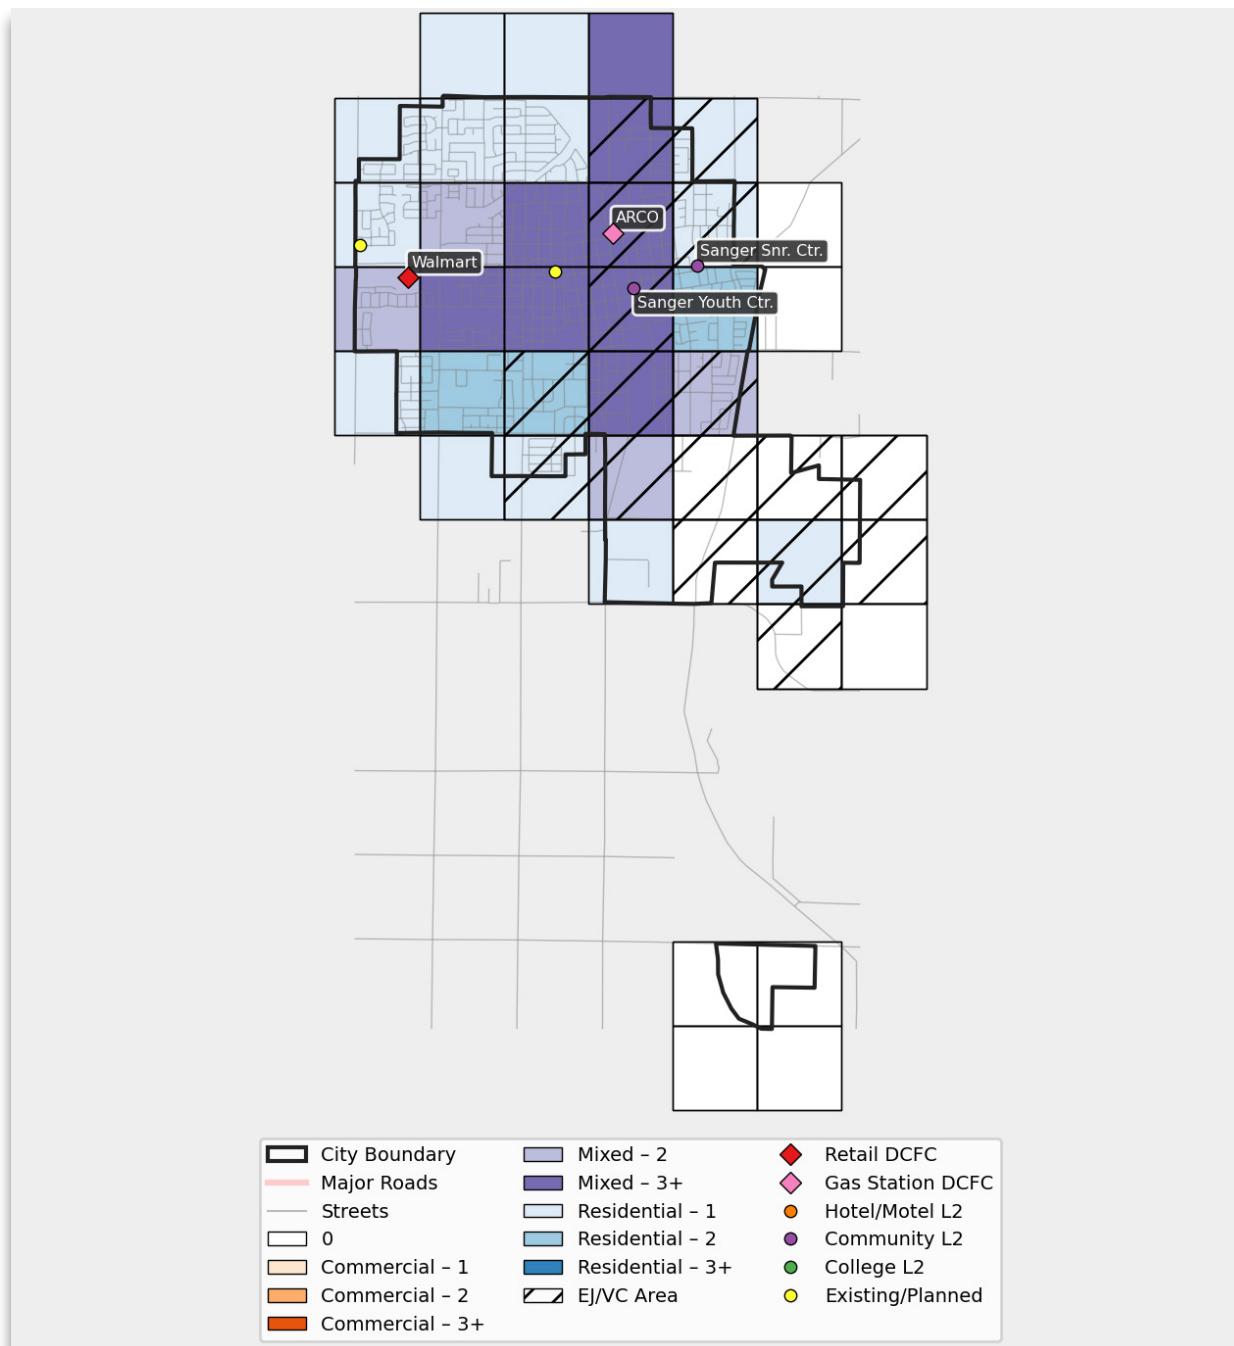 ARCO
Sanger Snr. Ctr.
Walmart
Sanger Youth Ctr.
City Boundary
Major Roads
Streets
0
Commercial – 1
Commercial – 2
Commercial – 3+
Mixed – 2
Mixed – 3+
Residential – 1
Residential – 2
Residential – 3+
EJ/VC Area
Retail DCFC
Gas Station DCFC
Hotel/Motel L2
Community L2
College L2
Existing/Planned